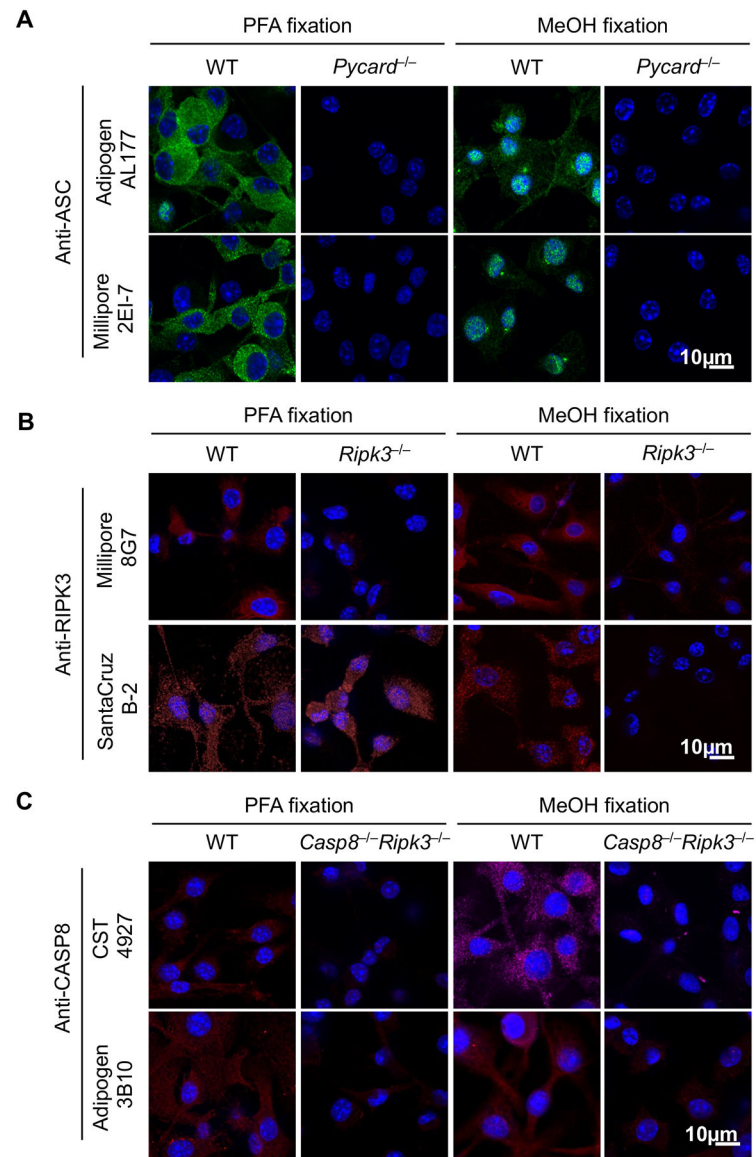 A
PFA fixation MeOH fixation
WT Pycard–/– WT Pycard–/–
Anti-ASC
Adipogen
AL177
Millipore
2EI-7
10µm
B
PFA fixation MeOH fixation
WT Ripk3–/– WT Ripk3–/–
Anti-RIPK3
Millipore
8G7
SantaCruz
B-2
10µm
C
PFA fixation MeOH fixation
WT Casp8–/–Ripk3–/– WT Casp8–/–Ripk3–/–
Anti-CASP8
CST
4927
Adipogen
3B10
10µm